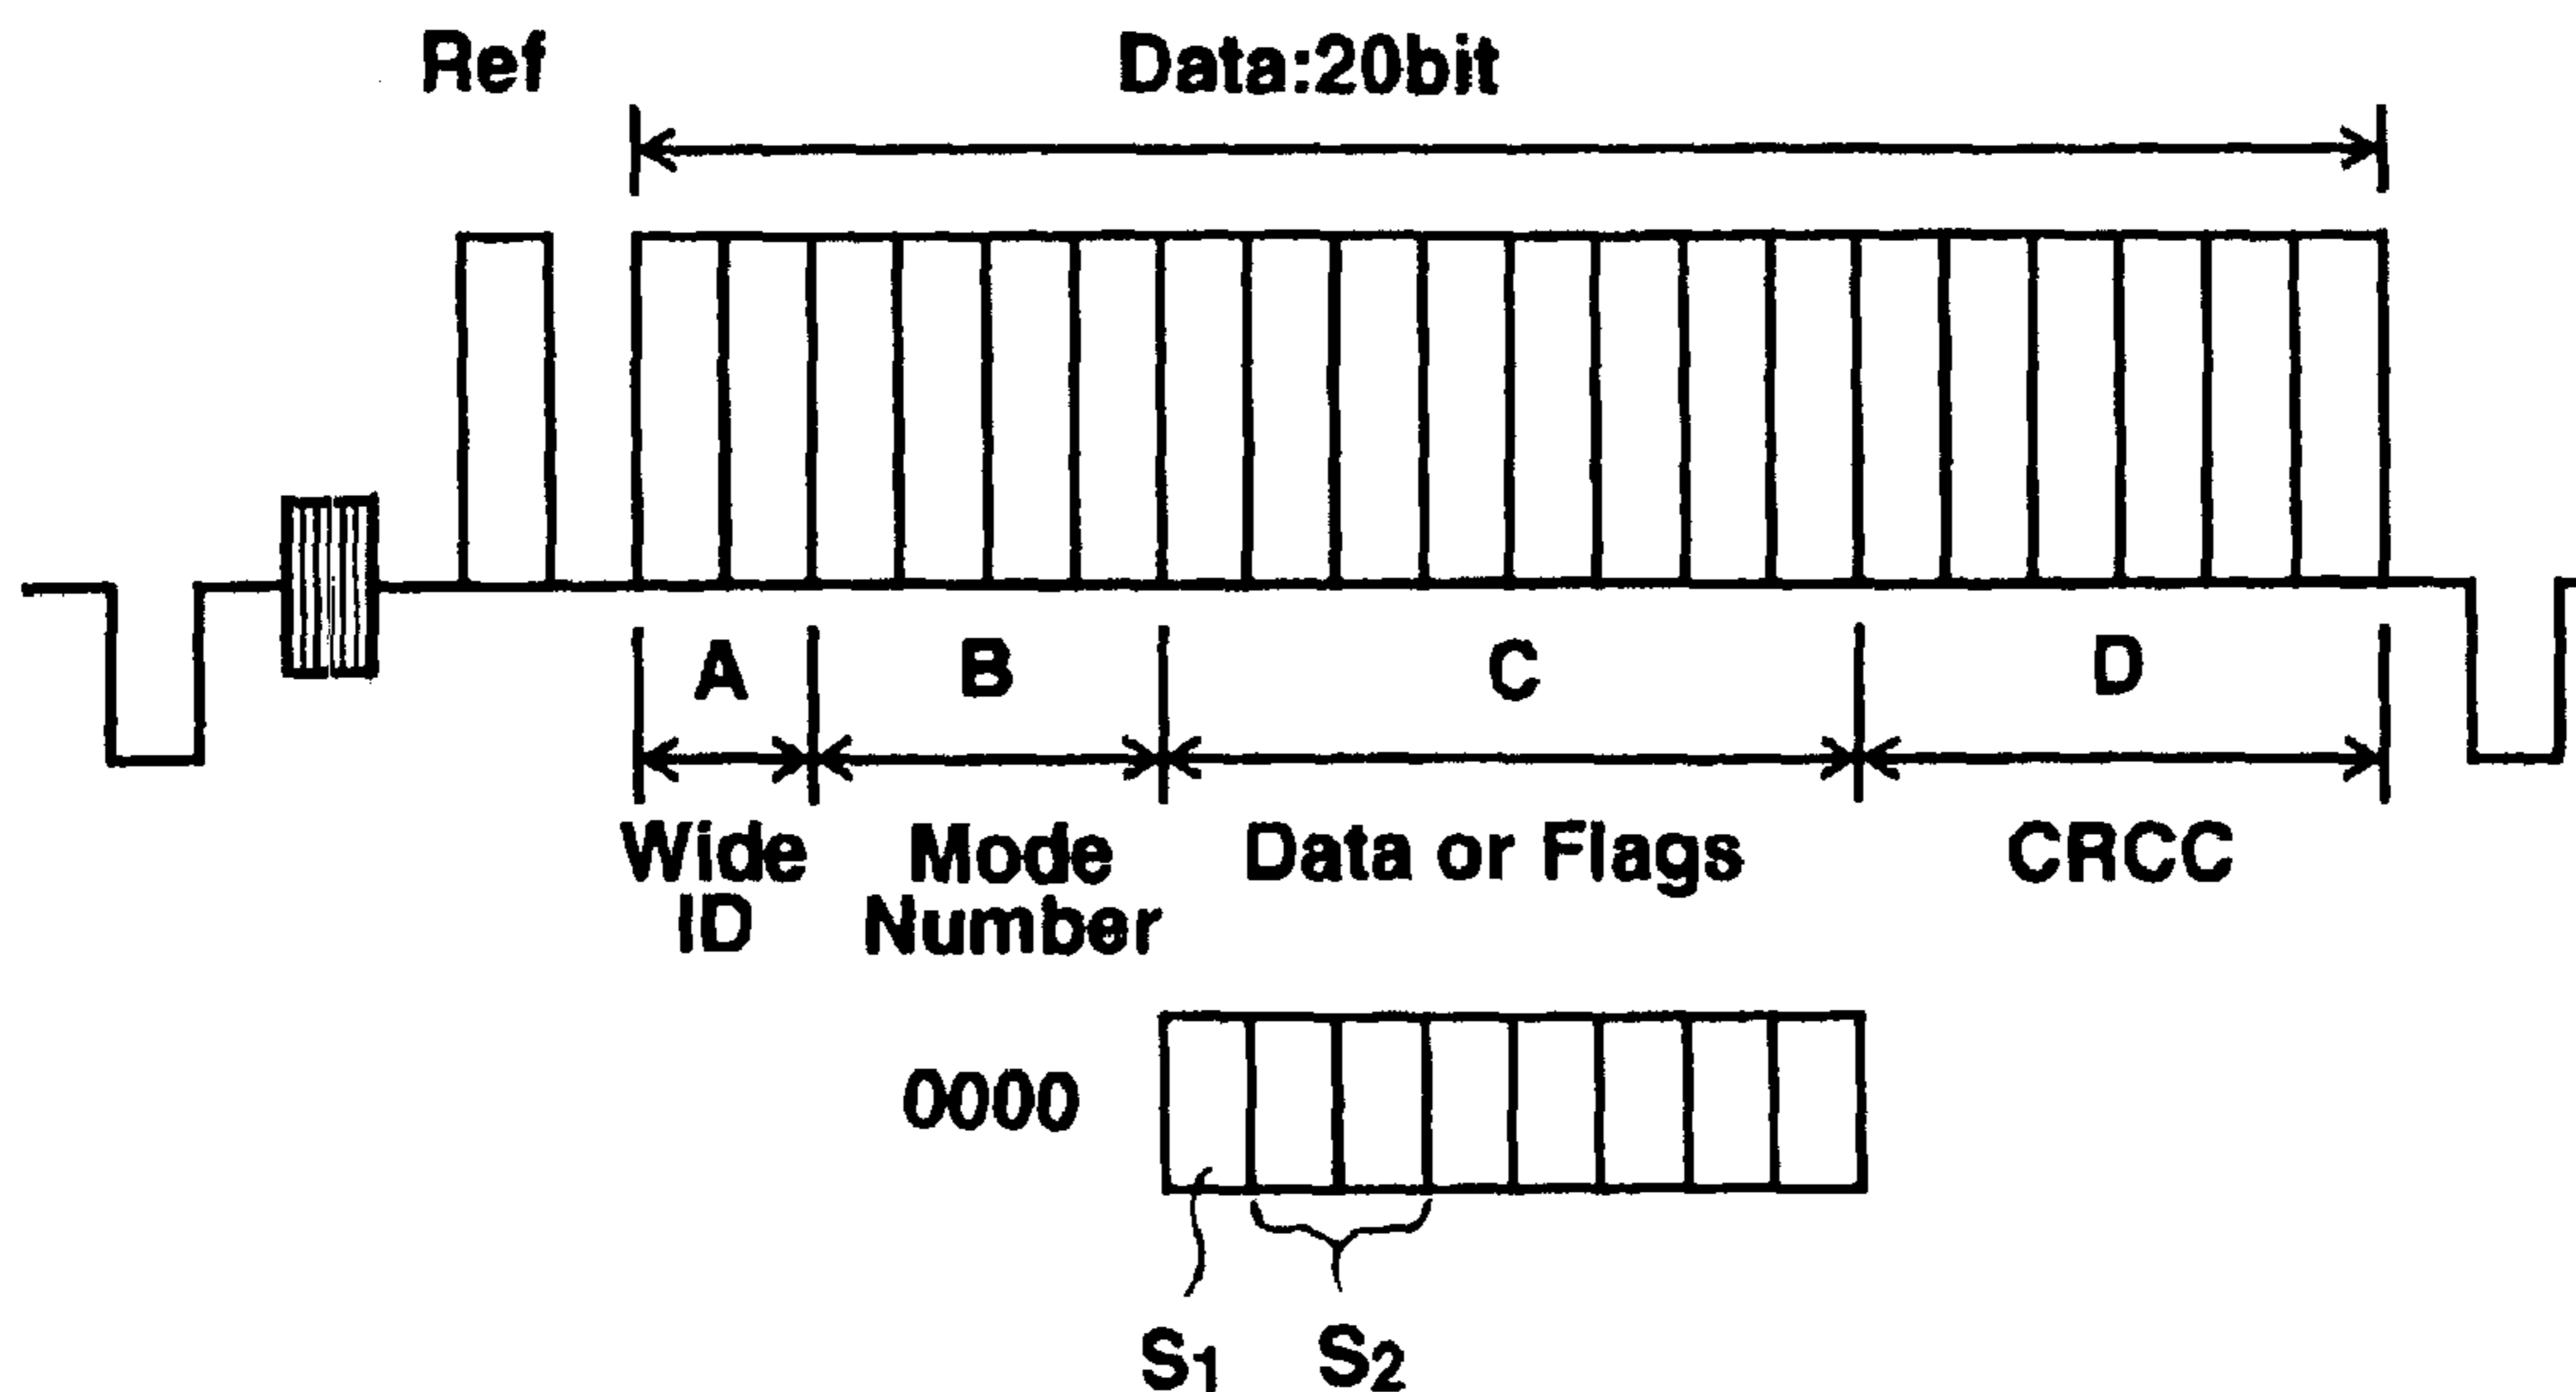 Ref
Data:20bit
A
B
C
D
Wide
ID
Mode
Number
Data or Flags
CRCC
0000
S1
S2